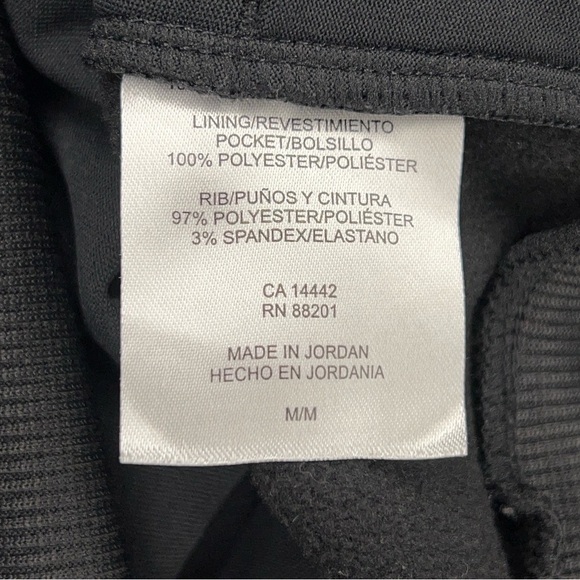 LINING/REVESTIMIENTO
POCKET/BOLSILLO
100% POLYESTER/POLIÉSTER
RIB/PUÑOS Y CINTURA
97% POLYESTER/POLIÉSTER
3% SPANDEX/ELASTANO
CA 14442
RN 88201
MADE IN JORDAN
HECHO EN JORDANIA
M/M